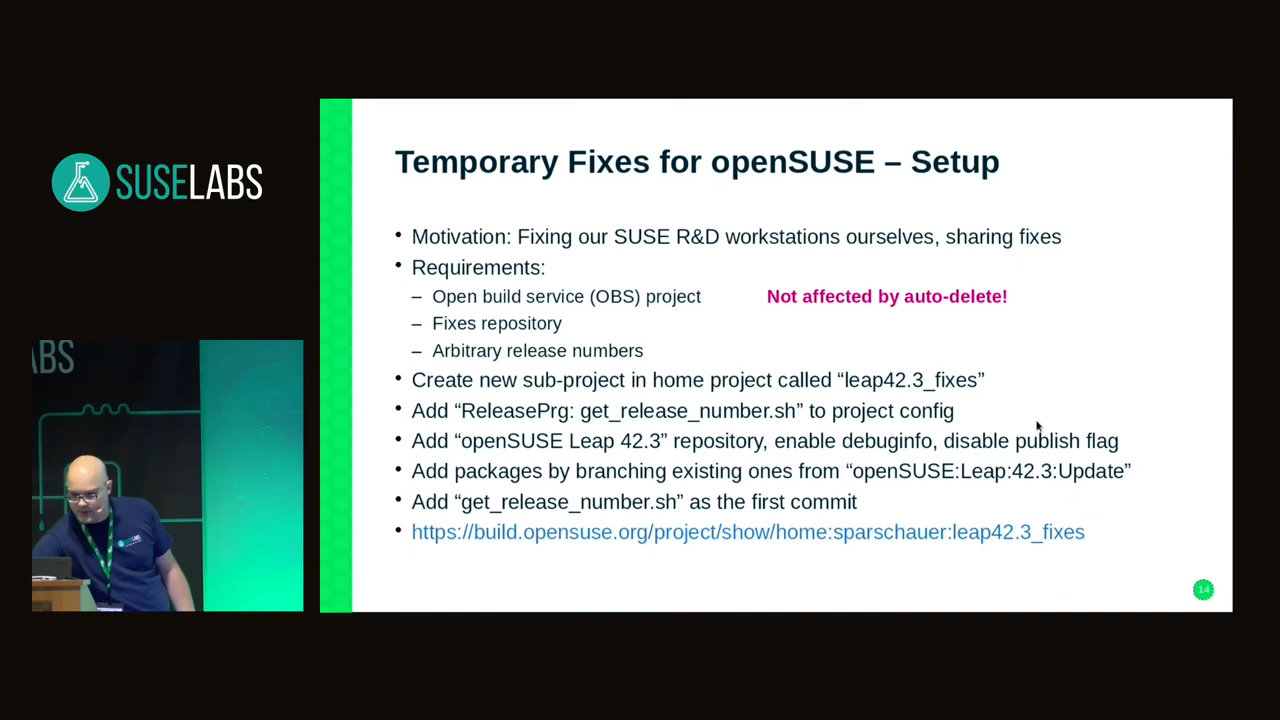 SUSELABS
Temporary Fixes for openSUSE – Setup
• Motivation: Fixing our SUSE R&D workstations ourselves, sharing fixes
• Requirements:
– Open build service (OBS) project Not affected by auto-delete!
– Fixes repository
– Arbitrary release numbers
• Create new sub-project in home project called “leap42.3_fixes”
• Add “ReleasePrg: get_release_number.sh” to project config
• Add “openSUSE Leap 42.3” repository, enable debuginfo, disable publish flag
• Add packages by branching existing ones from “openSUSE:Leap:42.3:Update”
• Add “get_release_number.sh” as the first commit
• https://build.opensuse.org/project/show/home:sparschauer:leap42.3_fixes
14
ABS